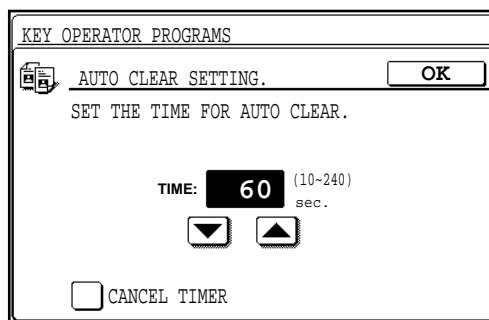 KEY OPERATOR PROGRAMS
AUTO CLEAR SETTING.
OK
SET THE TIME FOR AUTO CLEAR.
TIME: 60 (10~240)
sec.
CANCEL TIMER